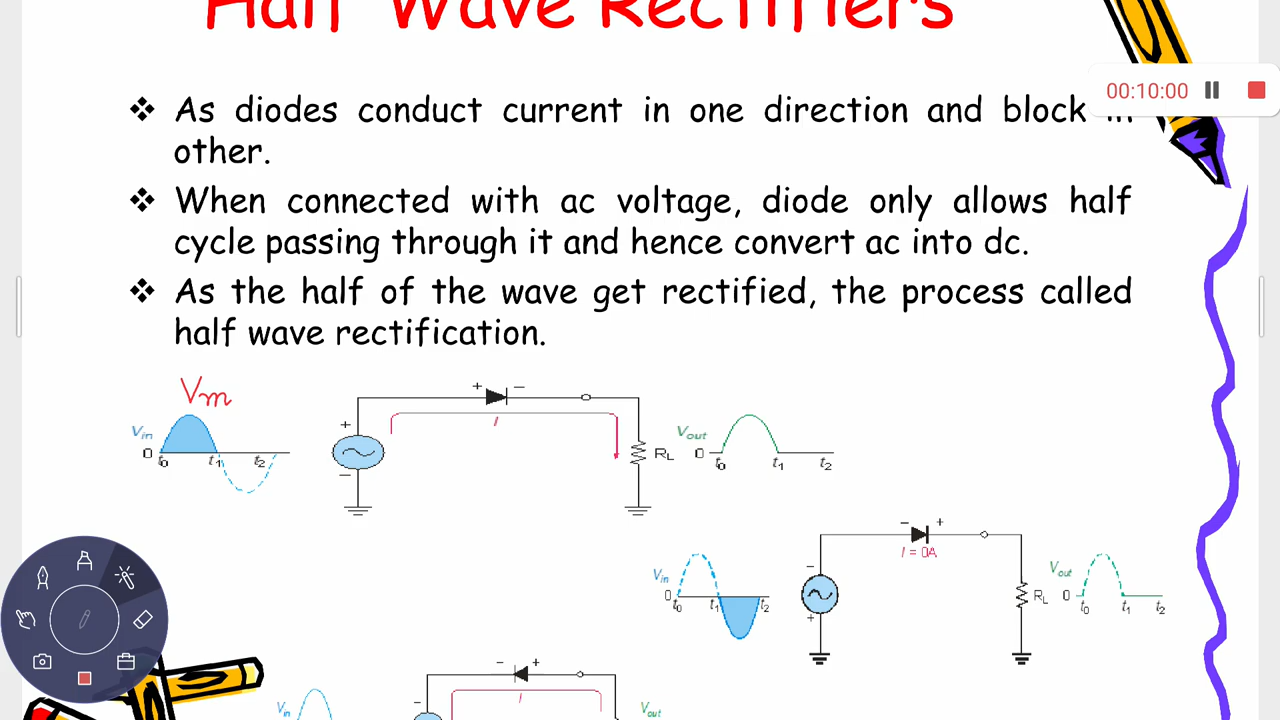 Half Wave Rectifiers
00:10:00
❖ As diodes conduct current in one direction and block in
other.
❖ When connected with ac voltage, diode only allows half
cycle passing through it and hence convert ac into dc.
❖ As the half of the wave get rectified, the process called
half wave rectification.
Vm
+ −
Vin
0
t0 t1 t2
+
−
I
RL
Vout
0
t0 t1 t2
− +
I = 0A
Vin
0
t0 t1 t2
−
+
RL
Vout
0
t0 t1 t2
− +
−
I
Vin
Vout